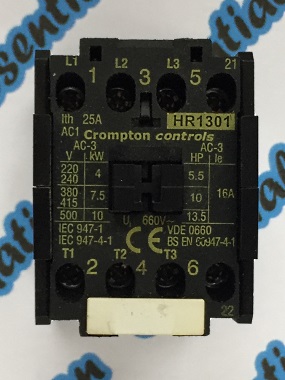 L1 L2 L3 21
1 3 5
Ith 25A
HR1301
AC1 Crompton controls
AC-3 AC-3
V kW HP Ie
220
240 4 5.5
380
415 7.5 10 16A
500 10 13.5
660V~
IEC 947-1 VDE 0660
IEC 947-4-1 CE BS EN 60947-4-1
T1 T2 T3
2 4 6
22
essential